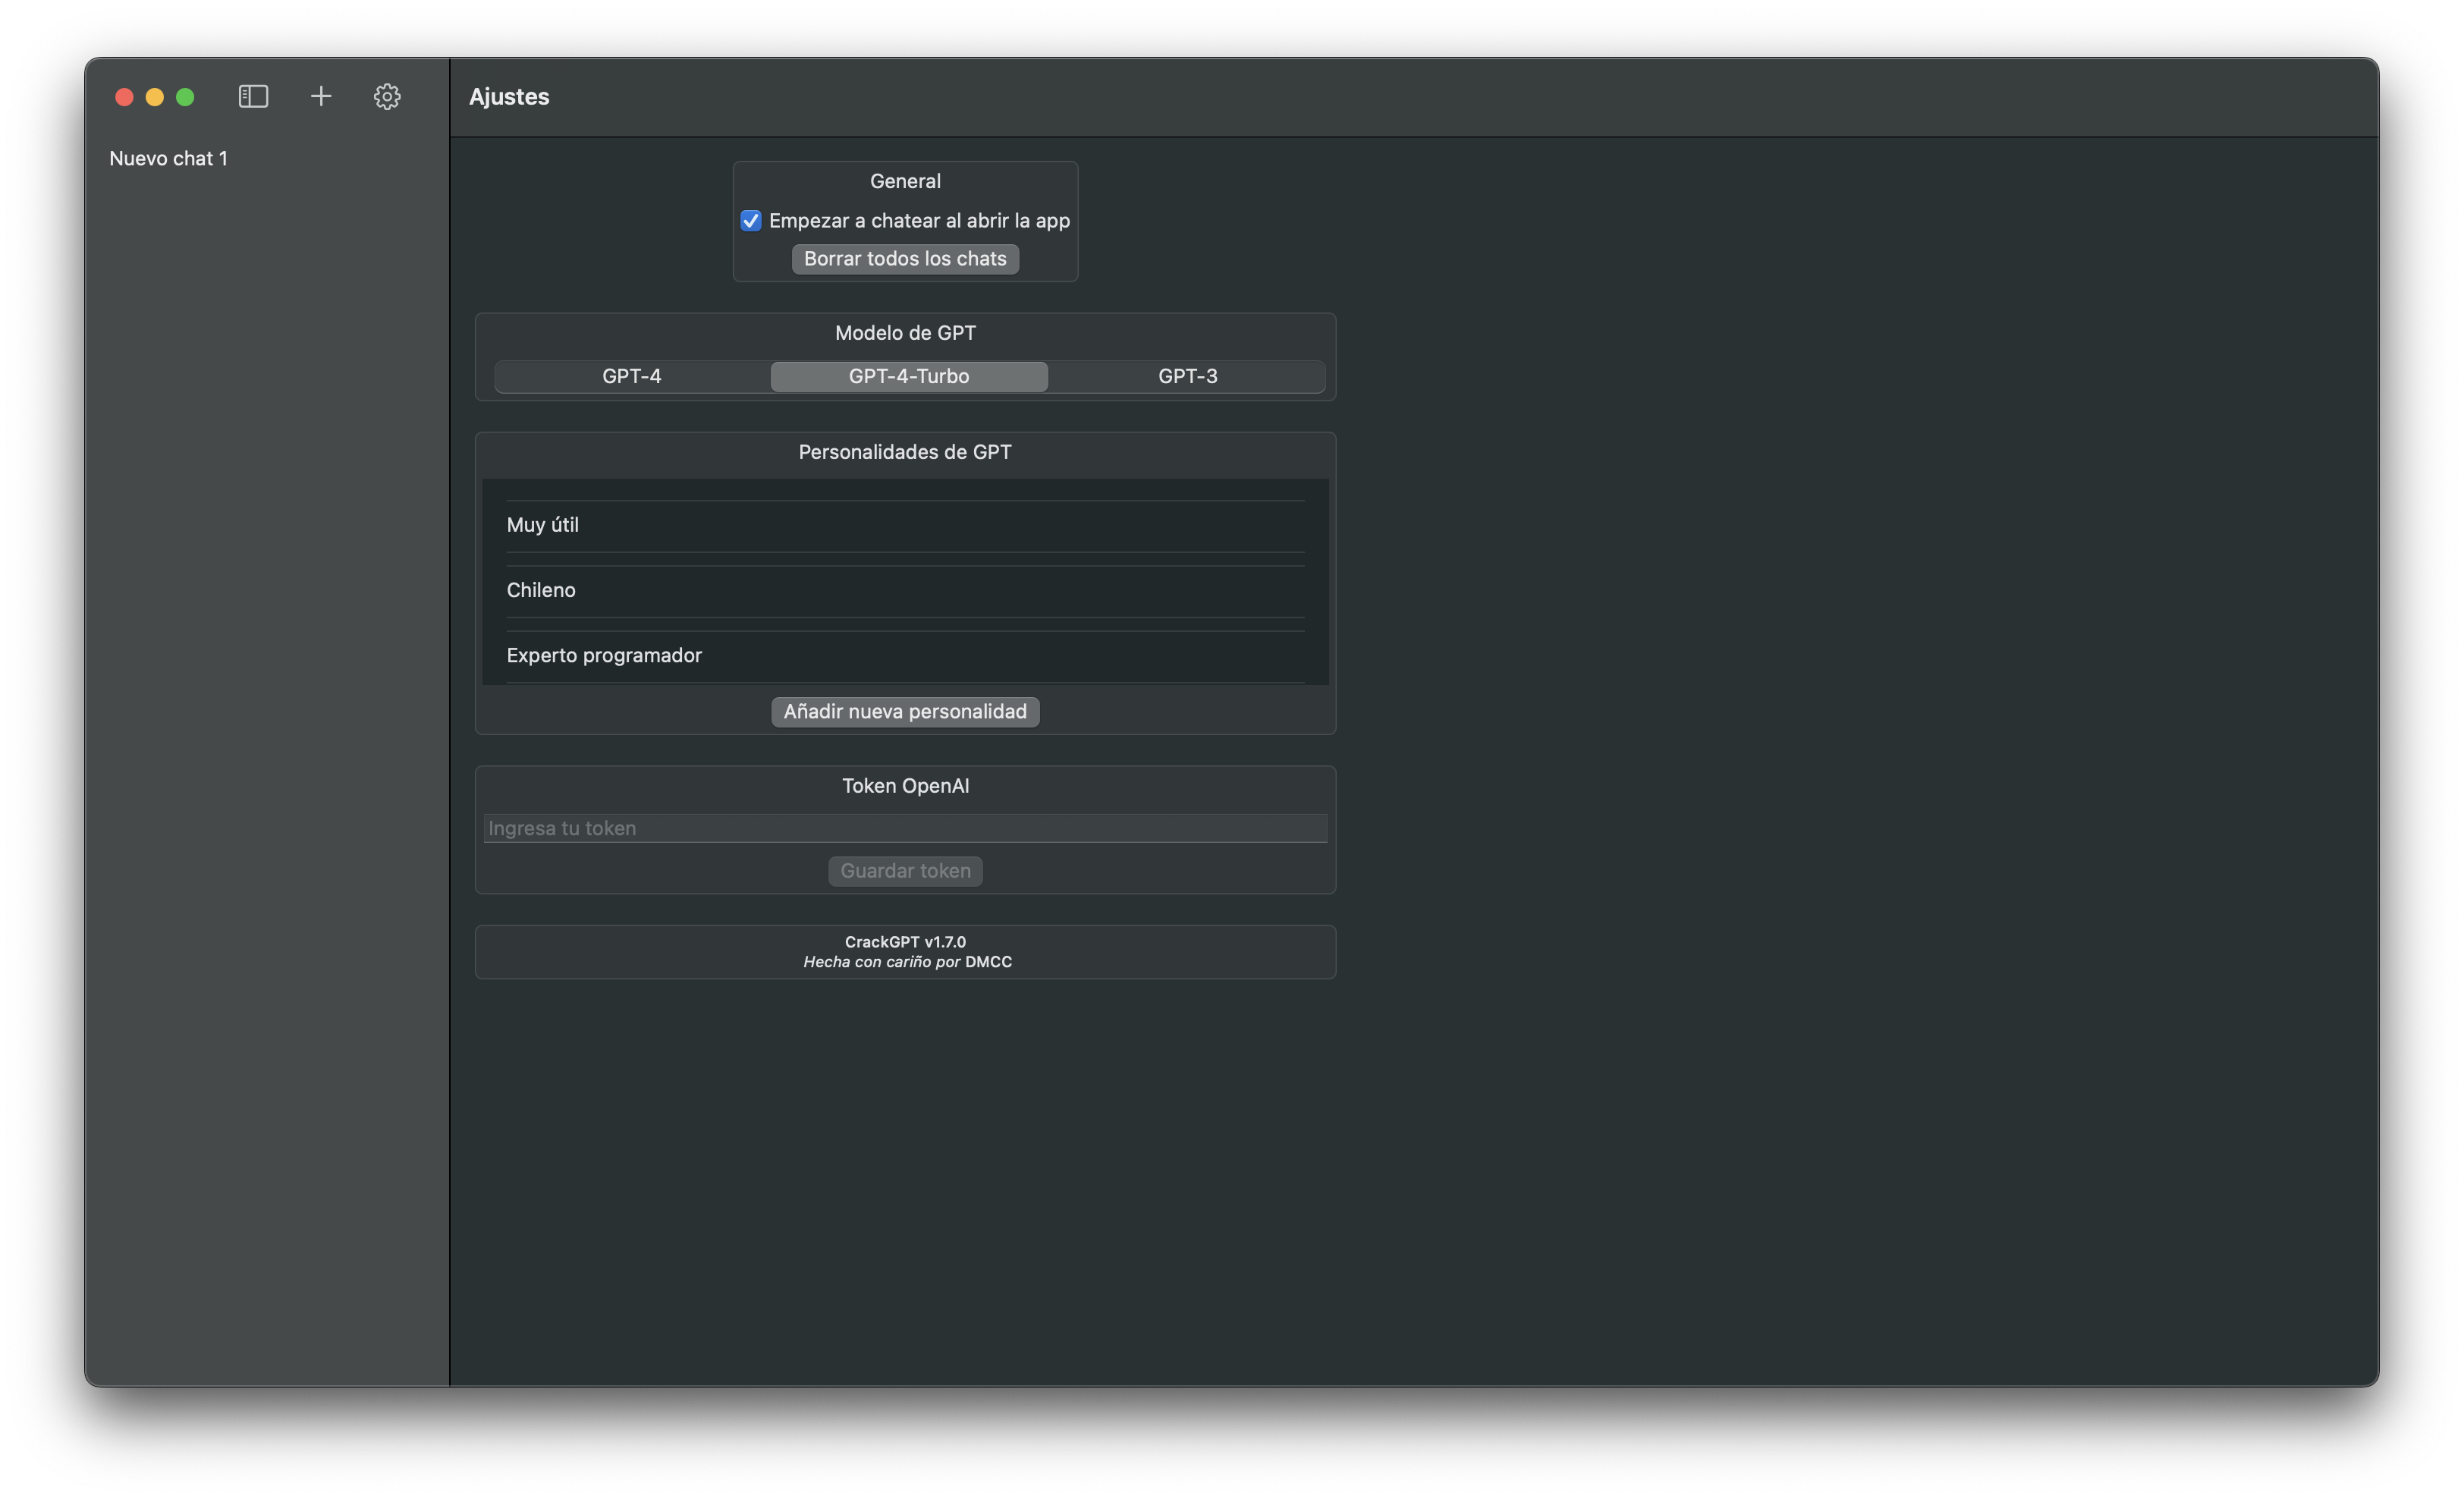 Ajustes
Nuevo chat 1
General
Empezar a chatear al abrir la app
Borrar todos los chats
Modelo de GPT
GPT-4 GPT-4-Turbo GPT-3
Personalidades de GPT
Muy útil
Chileno
Experto programador
Añadir nueva personalidad
Token OpenAI
Ingresa tu token
Guardar token
CrackGPT v1.7.0
Hecha con cariño por DMCC